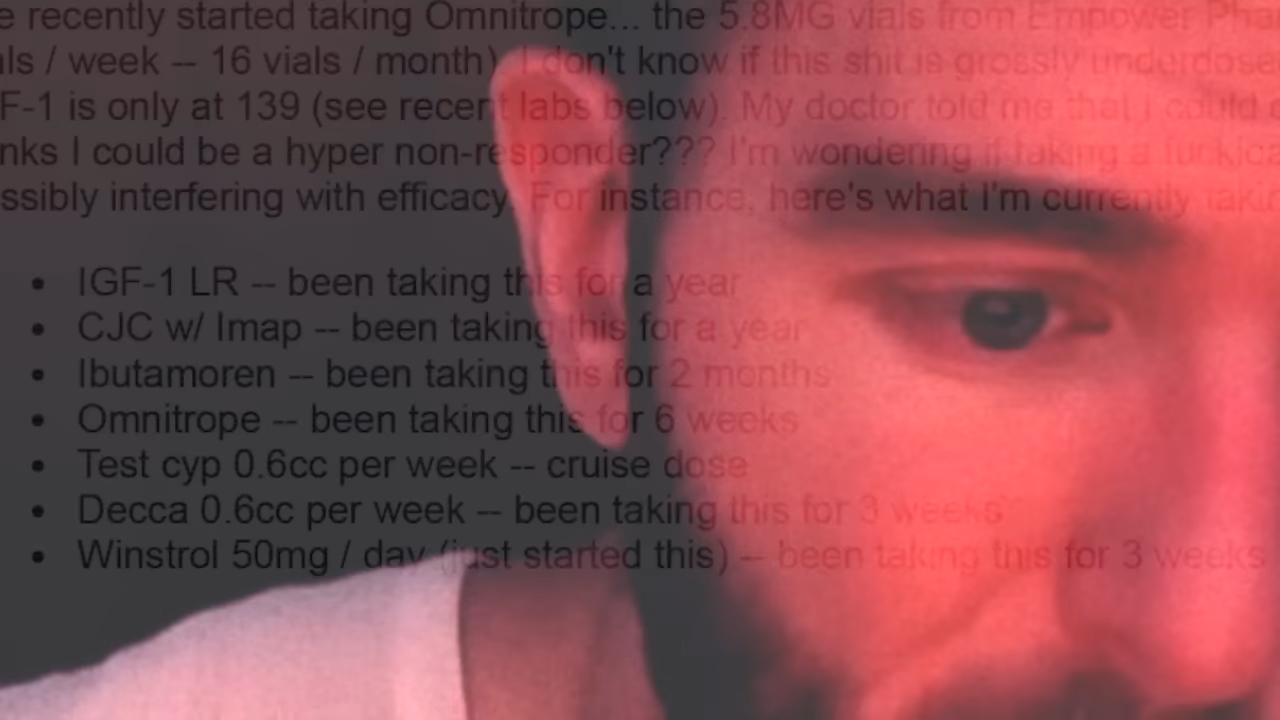 e recently started taking Omnitrope... the 5.8MG vials from Empower Pha
ls / week -- 16 vials / month) I don't know if this shit is grossly underdose
F-1 is only at 139 (see recent labs below). My doctor told me that I could
nks I could be a hyper non-responder??? I'm wondering if taking a
ssibly interfering with efficacy. For instance, here's what I'm currently takin
• IGF-1 LR -- been taking this for a year
• CJC w/ Imap -- been taking this for a year
• Ibutamoren -- been taking this for 2 months
• Omnitrope -- been taking this for 6 weeks
• Test cyp 0.6cc per week -- cruise dose
• Decca 0.6cc per week -- been taking this for 3 weeks`
• Winstrol 50mg / day (just started this) -- been taking this for 3 weeks